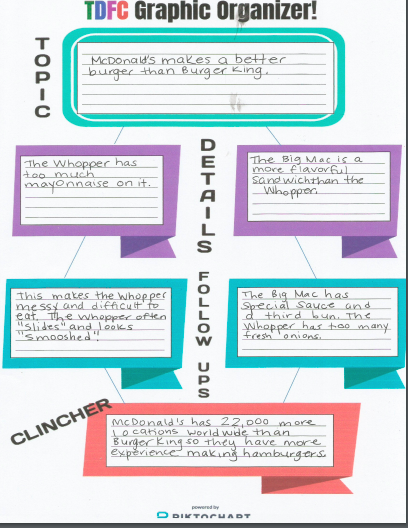 TDFC Graphic Organizer!
TOPIC
McDonald's makes a better
burger than Burger King.
DETAILS
The Whopper has
too much
mayonnaise on it.
The Big Mac is a
more flavorful
sandwichthan the
Whopper.
FOLLOW UPS
This makes the Whopper
messy and difficult to
eat. The Whopper often
"slides" and looks
"smooshed".
The Big Mac has
special sauce and
a third bun. The
Whopper has too many
fresh onions.
CLINCHER
McDonald's has 22,000 more
locations worldwide than
Burger King so they have more
experience making hamburgers.
powered by
PIKTOCHART